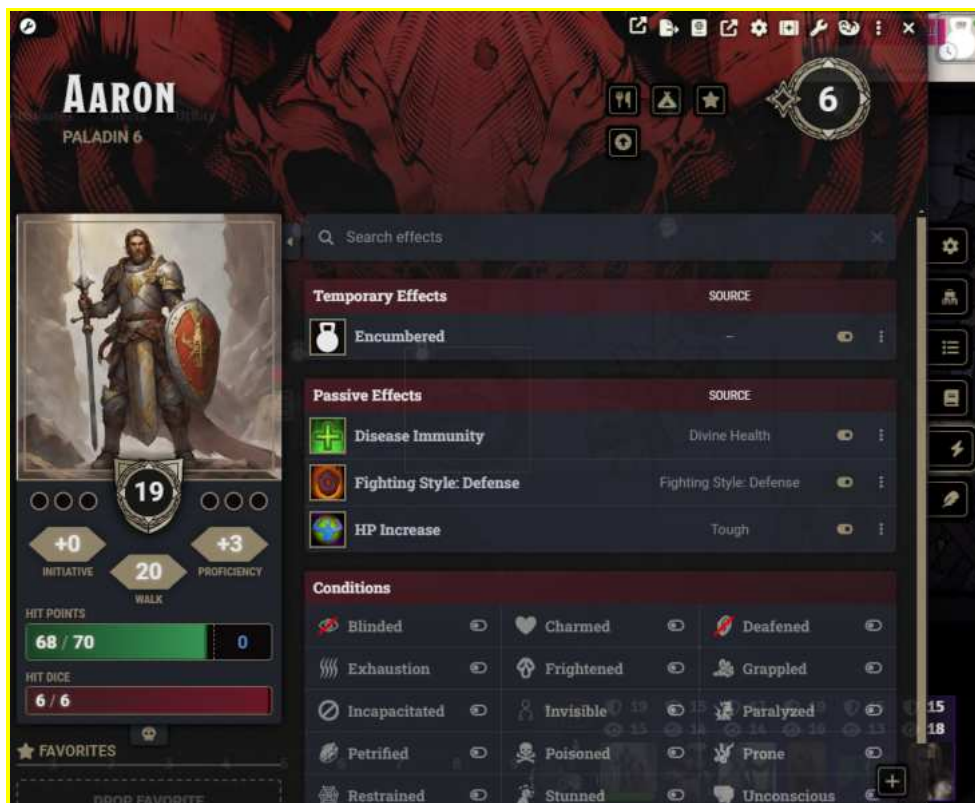 AARON
PALADIN 6
6
Search effects
Temporary Effects SOURCE
Encumbered –
Passive Effects SOURCE
Disease Immunity Divine Health
Fighting Style: Defense Fighting Style: Defense
HP Increase Tough
19
+0 +3
INITIATIVE 20 PROFICIENCY
WALK
HIT POINTS
68 / 70 0
HIT DICE
6 / 6
FAVORITES
DROP FAVORITE
Conditions
Blinded Charmed Deafened
Exhaustion Frightened Grappled
Incapacitated Invisible Paralyzed
Petrified Poisoned Prone
Restrained Stunned Unconscious
15
18